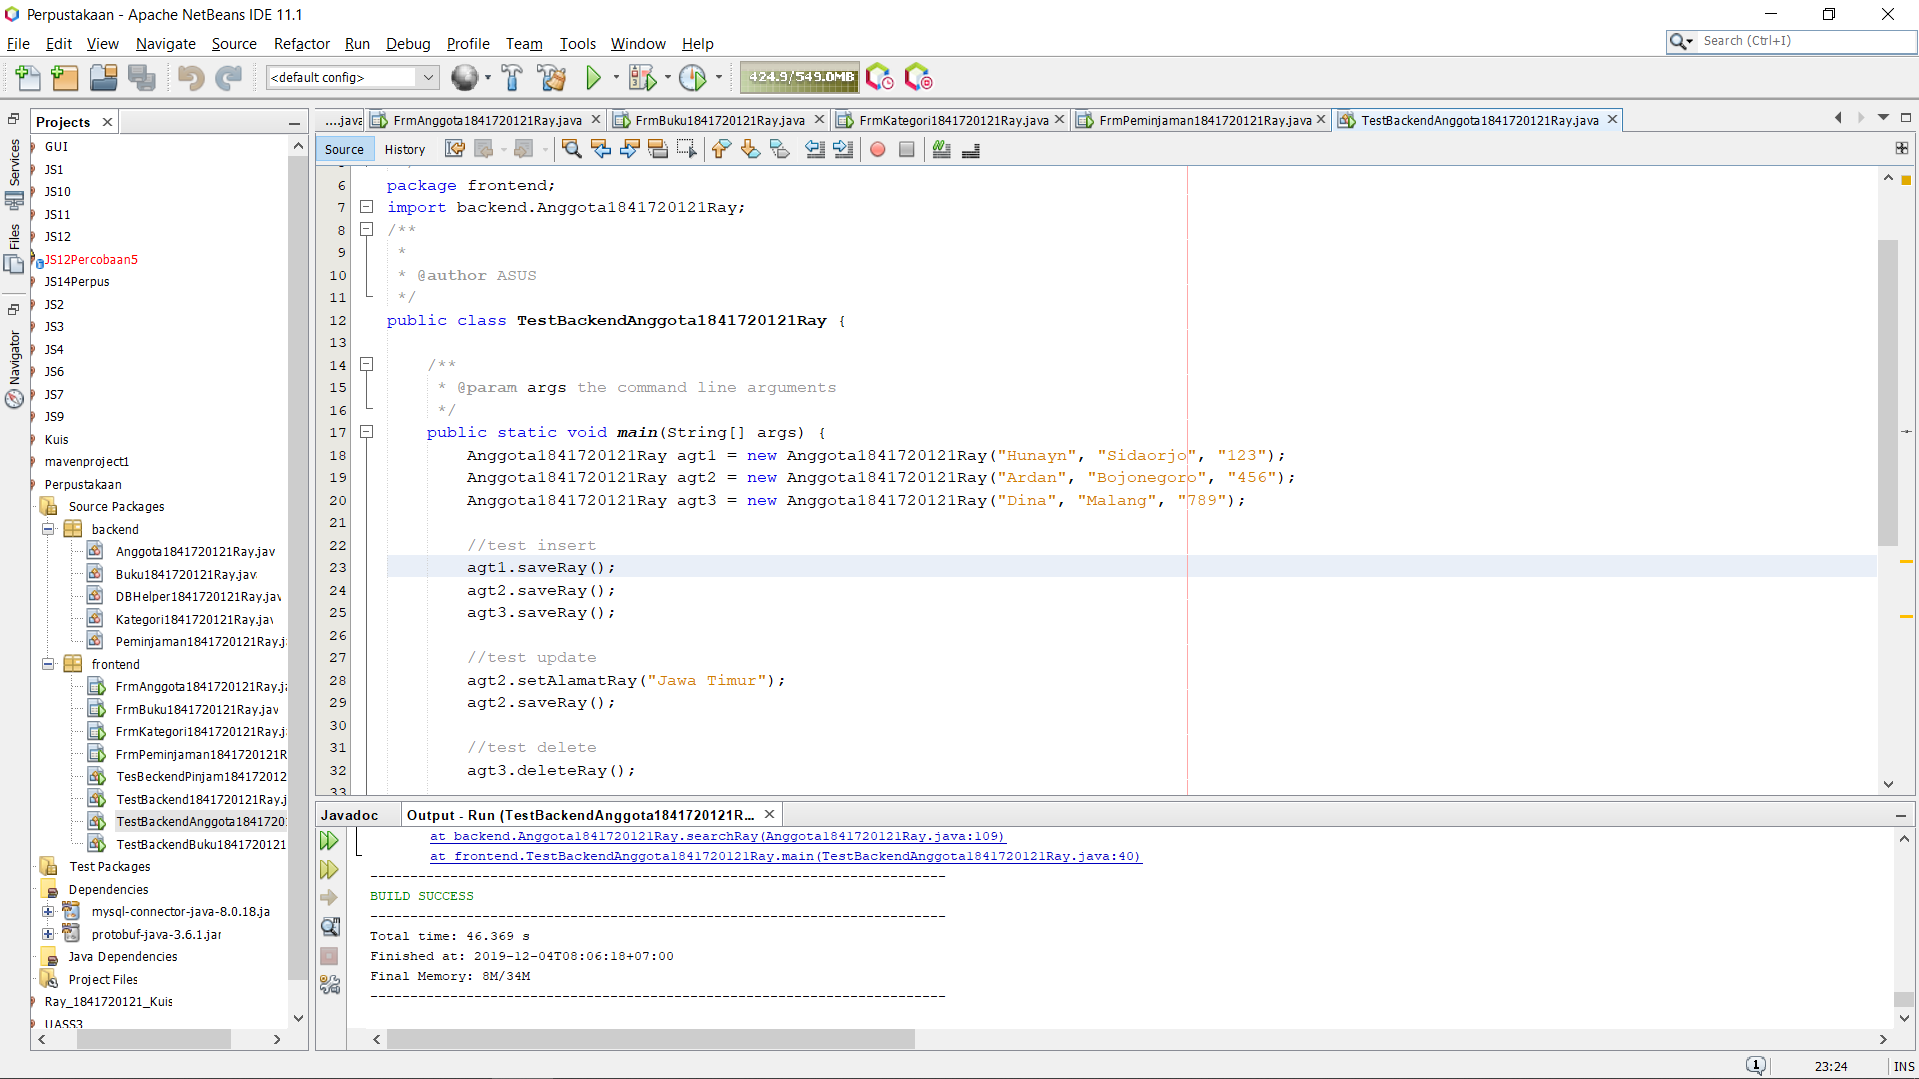 Perpustakaan - Apache NetBeans IDE 11.1
File Edit View Navigate Source Refactor Run Debug Profile Team Tools Window Help
Search (Ctrl+I)
<default config>
424.9/549.0MB
Projects
....java
FrmAnggota1841720121Ray.java
FrmBuku1841720121Ray.java
FrmKategori1841720121Ray.java
FrmPeminjaman1841720121Ray.java
TestBackendAnggota1841720121Ray.java
Source History
Services
Files
Navigator
GUI
JS1
JS10
JS11
JS12
JS12Percobaan5
JS14Perpus
JS2
JS3
JS4
JS6
JS7
JS9
Kuis
mavenproject1
Perpustakaan
Source Packages
backend
Anggota1841720121Ray.jav
Buku1841720121Ray.java
DBHelper1841720121Ray.jav
Kategori1841720121Ray.jav
Peminjaman1841720121Ray.j
frontend
FrmAnggota1841720121Ray.ja
FrmBuku1841720121Ray.jav
FrmKategori1841720121Ray.j
FrmPeminjaman1841720121R
TesBeckendPinjam184172012
TestBackend1841720121Ray.j
TestBackendAnggota1841720
TestBackendBuku1841720121
Test Packages
Dependencies
mysql-connector-java-8.0.18.ja
protobuf-java-3.6.1.jar
Java Dependencies
Project Files
Ray_1841720121_Kuis
UASS3
6 package frontend;
7 import backend.Anggota1841720121Ray;
8 /**
9 *
10 * @author ASUS
11 */
12 public class TestBackendAnggota1841720121Ray {
13
14 /**
15 * @param args the command line arguments
16 */
17 public static void main(String[] args) {
18 Anggota1841720121Ray agt1 = new Anggota1841720121Ray("Hunayn", "Sidaorjo", "123");
19 Anggota1841720121Ray agt2 = new Anggota1841720121Ray("Ardan", "Bojonegoro", "456");
20 Anggota1841720121Ray agt3 = new Anggota1841720121Ray("Dina", "Malang", "789");
21
22 //test insert
23 agt1.saveRay();
24 agt2.saveRay();
25 agt3.saveRay();
26
27 //test update
28 agt2.setAlamatRay("Jawa Timur");
29 agt2.saveRay();
30
31 //test delete
32 agt3.deleteRay();
33
Javadoc
Output - Run (TestBackendAnggota1841720121R...
at backend.Anggota1841720121Ray.searchRay(Anggota1841720121Ray.java:109)
at frontend.TestBackendAnggota1841720121Ray.main(TestBackendAnggota1841720121Ray.java:40)
------------------------------------------------------------------------
BUILD SUCCESS
------------------------------------------------------------------------
Total time: 46.369 s
Finished at: 2019-12-04T08:06:18+07:00
Final Memory: 8M/34M
------------------------------------------------------------------------
1
23:24
INS